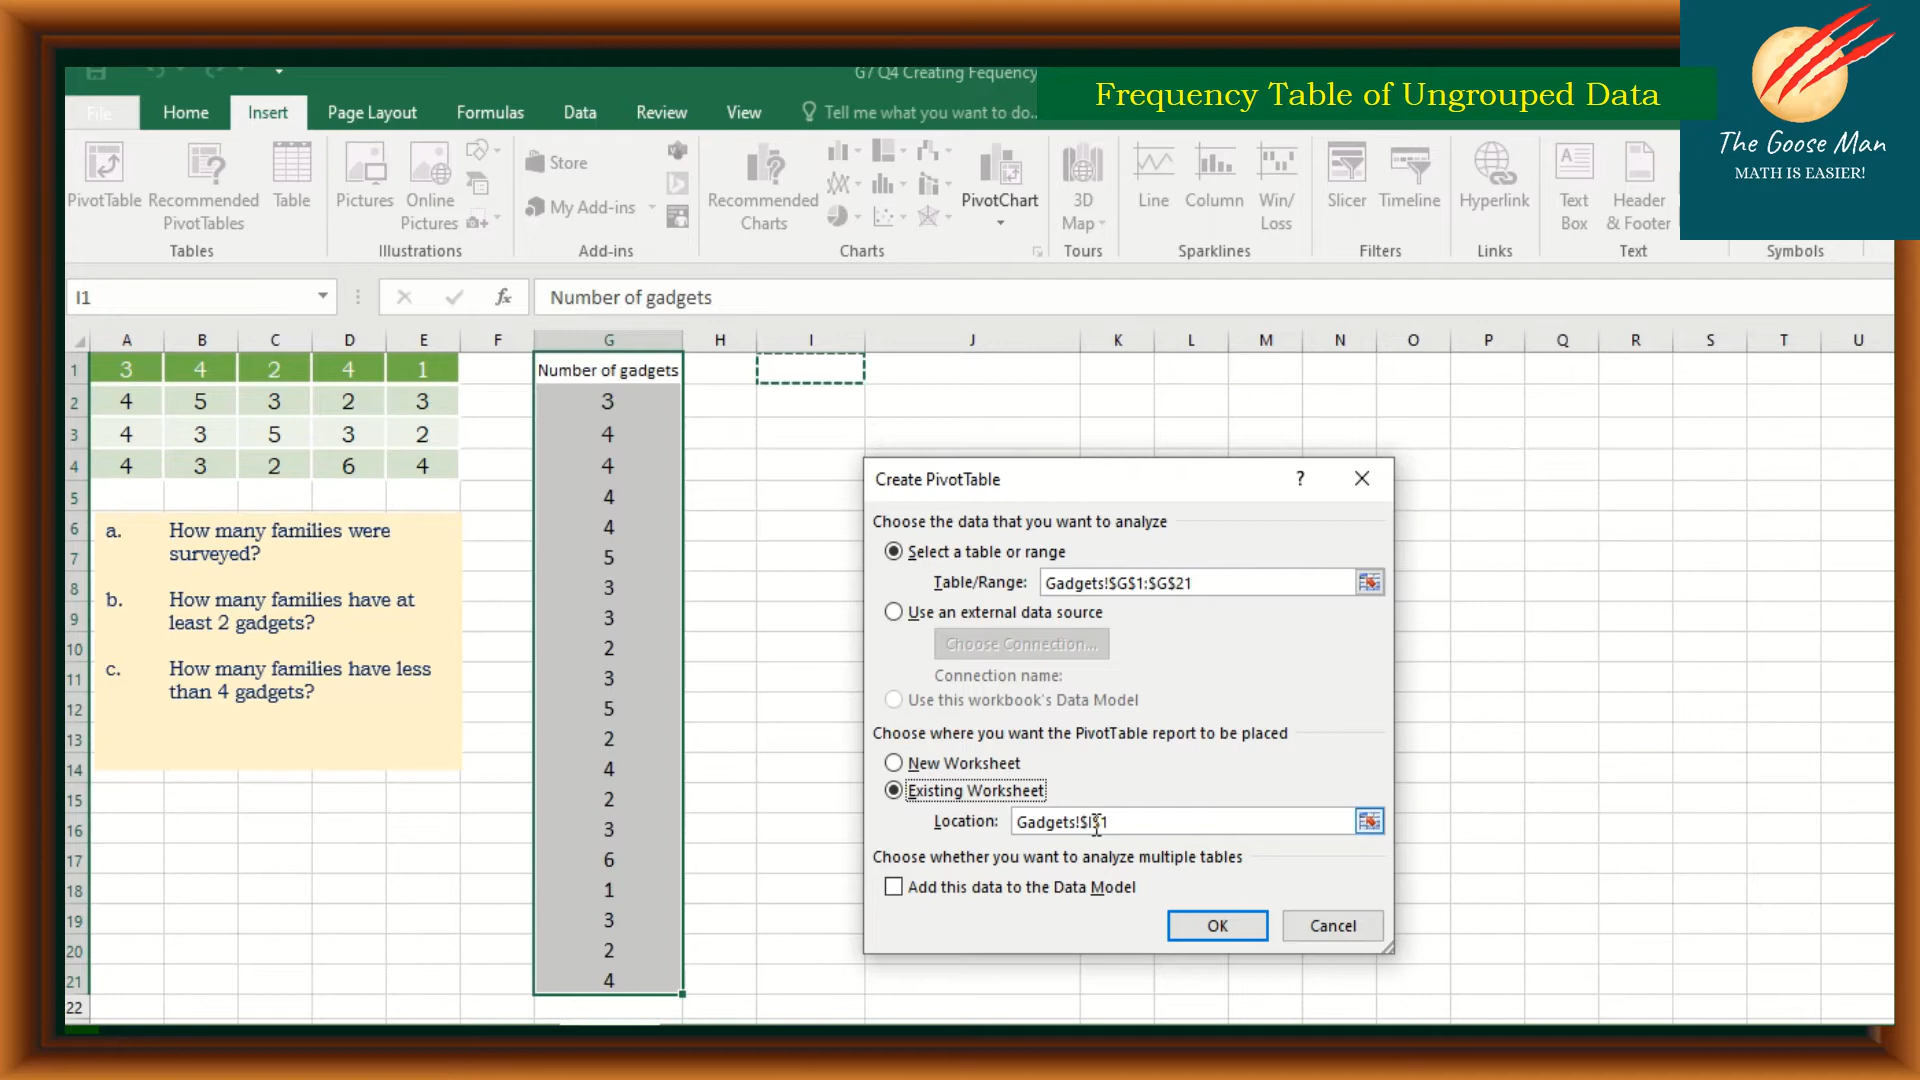 G7 Q4 Creating Fequency
Frequency Table of Ungrouped Data
The Goose Man
MATH IS EASIER!
File Home Insert Page Layout Formulas Data Review View Tell me what you want to do..
PivotTable Recommended PivotTables Table
Tables
Pictures Online Pictures
Illustrations
Store
My Add-ins
Add-ins
Recommended Charts
PivotChart
Charts
3D Map
Tours
Line Column Win/ Loss
Sparklines
Slicer Timeline
Filters
Hyperlink
Links
Text Box Header & Footer
Text
Symbols
I1 fx Number of gadgets
A B C D E F G H I J K L M N O P Q R S T U
1 3 4 2 4 1 Number of gadgets
2 4 5 3 2 3 3
3 4 3 5 3 2 4
4 4 3 2 6 4 4
5 4
6 4
7 5
8 3
9 3
10 2
11 3
12 5
13 2
14 4
15 2
16 3
17 6
18 1
19 3
20 2
21 4
22
a. How many families were
surveyed?
b. How many families have at
least 2 gadgets?
c. How many families have less
than 4 gadgets?
Create PivotTable ?
Choose the data that you want to analyze
Select a table or range
Table/Range: Gadgets!$G$1:$G$21
Use an external data source
Choose Connection...
Connection name:
Use this workbook's Data Model
Choose where you want the PivotTable report to be placed
New Worksheet
Existing Worksheet
Location: Gadgets!$I$1
Choose whether you want to analyze multiple tables
Add this data to the Data Model
OK Cancel